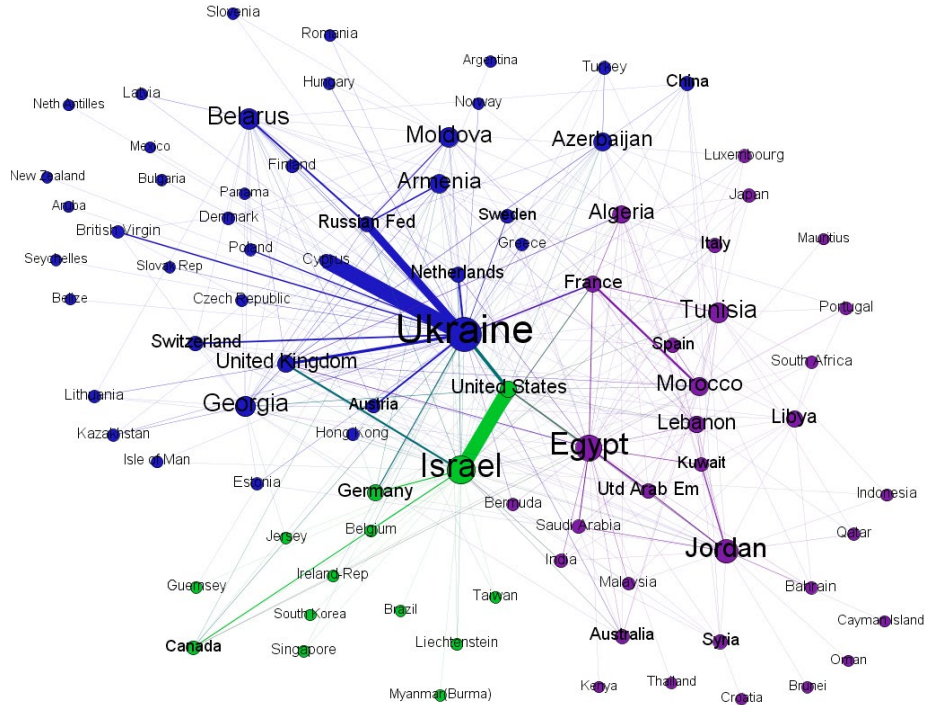 Slovenia
Romania
Argentina
Turkey
China
Hungary
Latvia
Neth Antilles
Norway
Belarus
Moldova
Azerbaijan
Mexico
Luxembourg
Finland
New Zealand
Bulgaria
Panama
Armenia
Japan
Aruba
Denmark
Russian Fed
Sweden
Algeria
British Virgin
Mauritius
Poland
Greece
Italy
Seychelles
Slovak Rep
Cyprus
Netherlands
France
Belize
Czech Republic
Tunisia
Portugal
Ukraine
Switzerland
Spain
United Kingdom
South Africa
United States
Morocco
Lithuania
Georgia
Austria
Lebanon
Libya
Kazakhstan
Hong Kong
Egypt
Isle of Man
Israel
Kuwait
Estonia
Germany
Utd Arab Em
Indonesia
Bermuda
Jersey
Belgium
Saudi Arabia
Qatar
Jordan
India
Guernsey
Ireland-Rep
Malaysia
Bahrain
Taiwan
South Korea
Brazil
Cayman Island
Canada
Singapore
Liechtenstein
Australia
Syria
Oman
Myanmar(Burma)
Kenya
Thailand
Croatia
Brunei